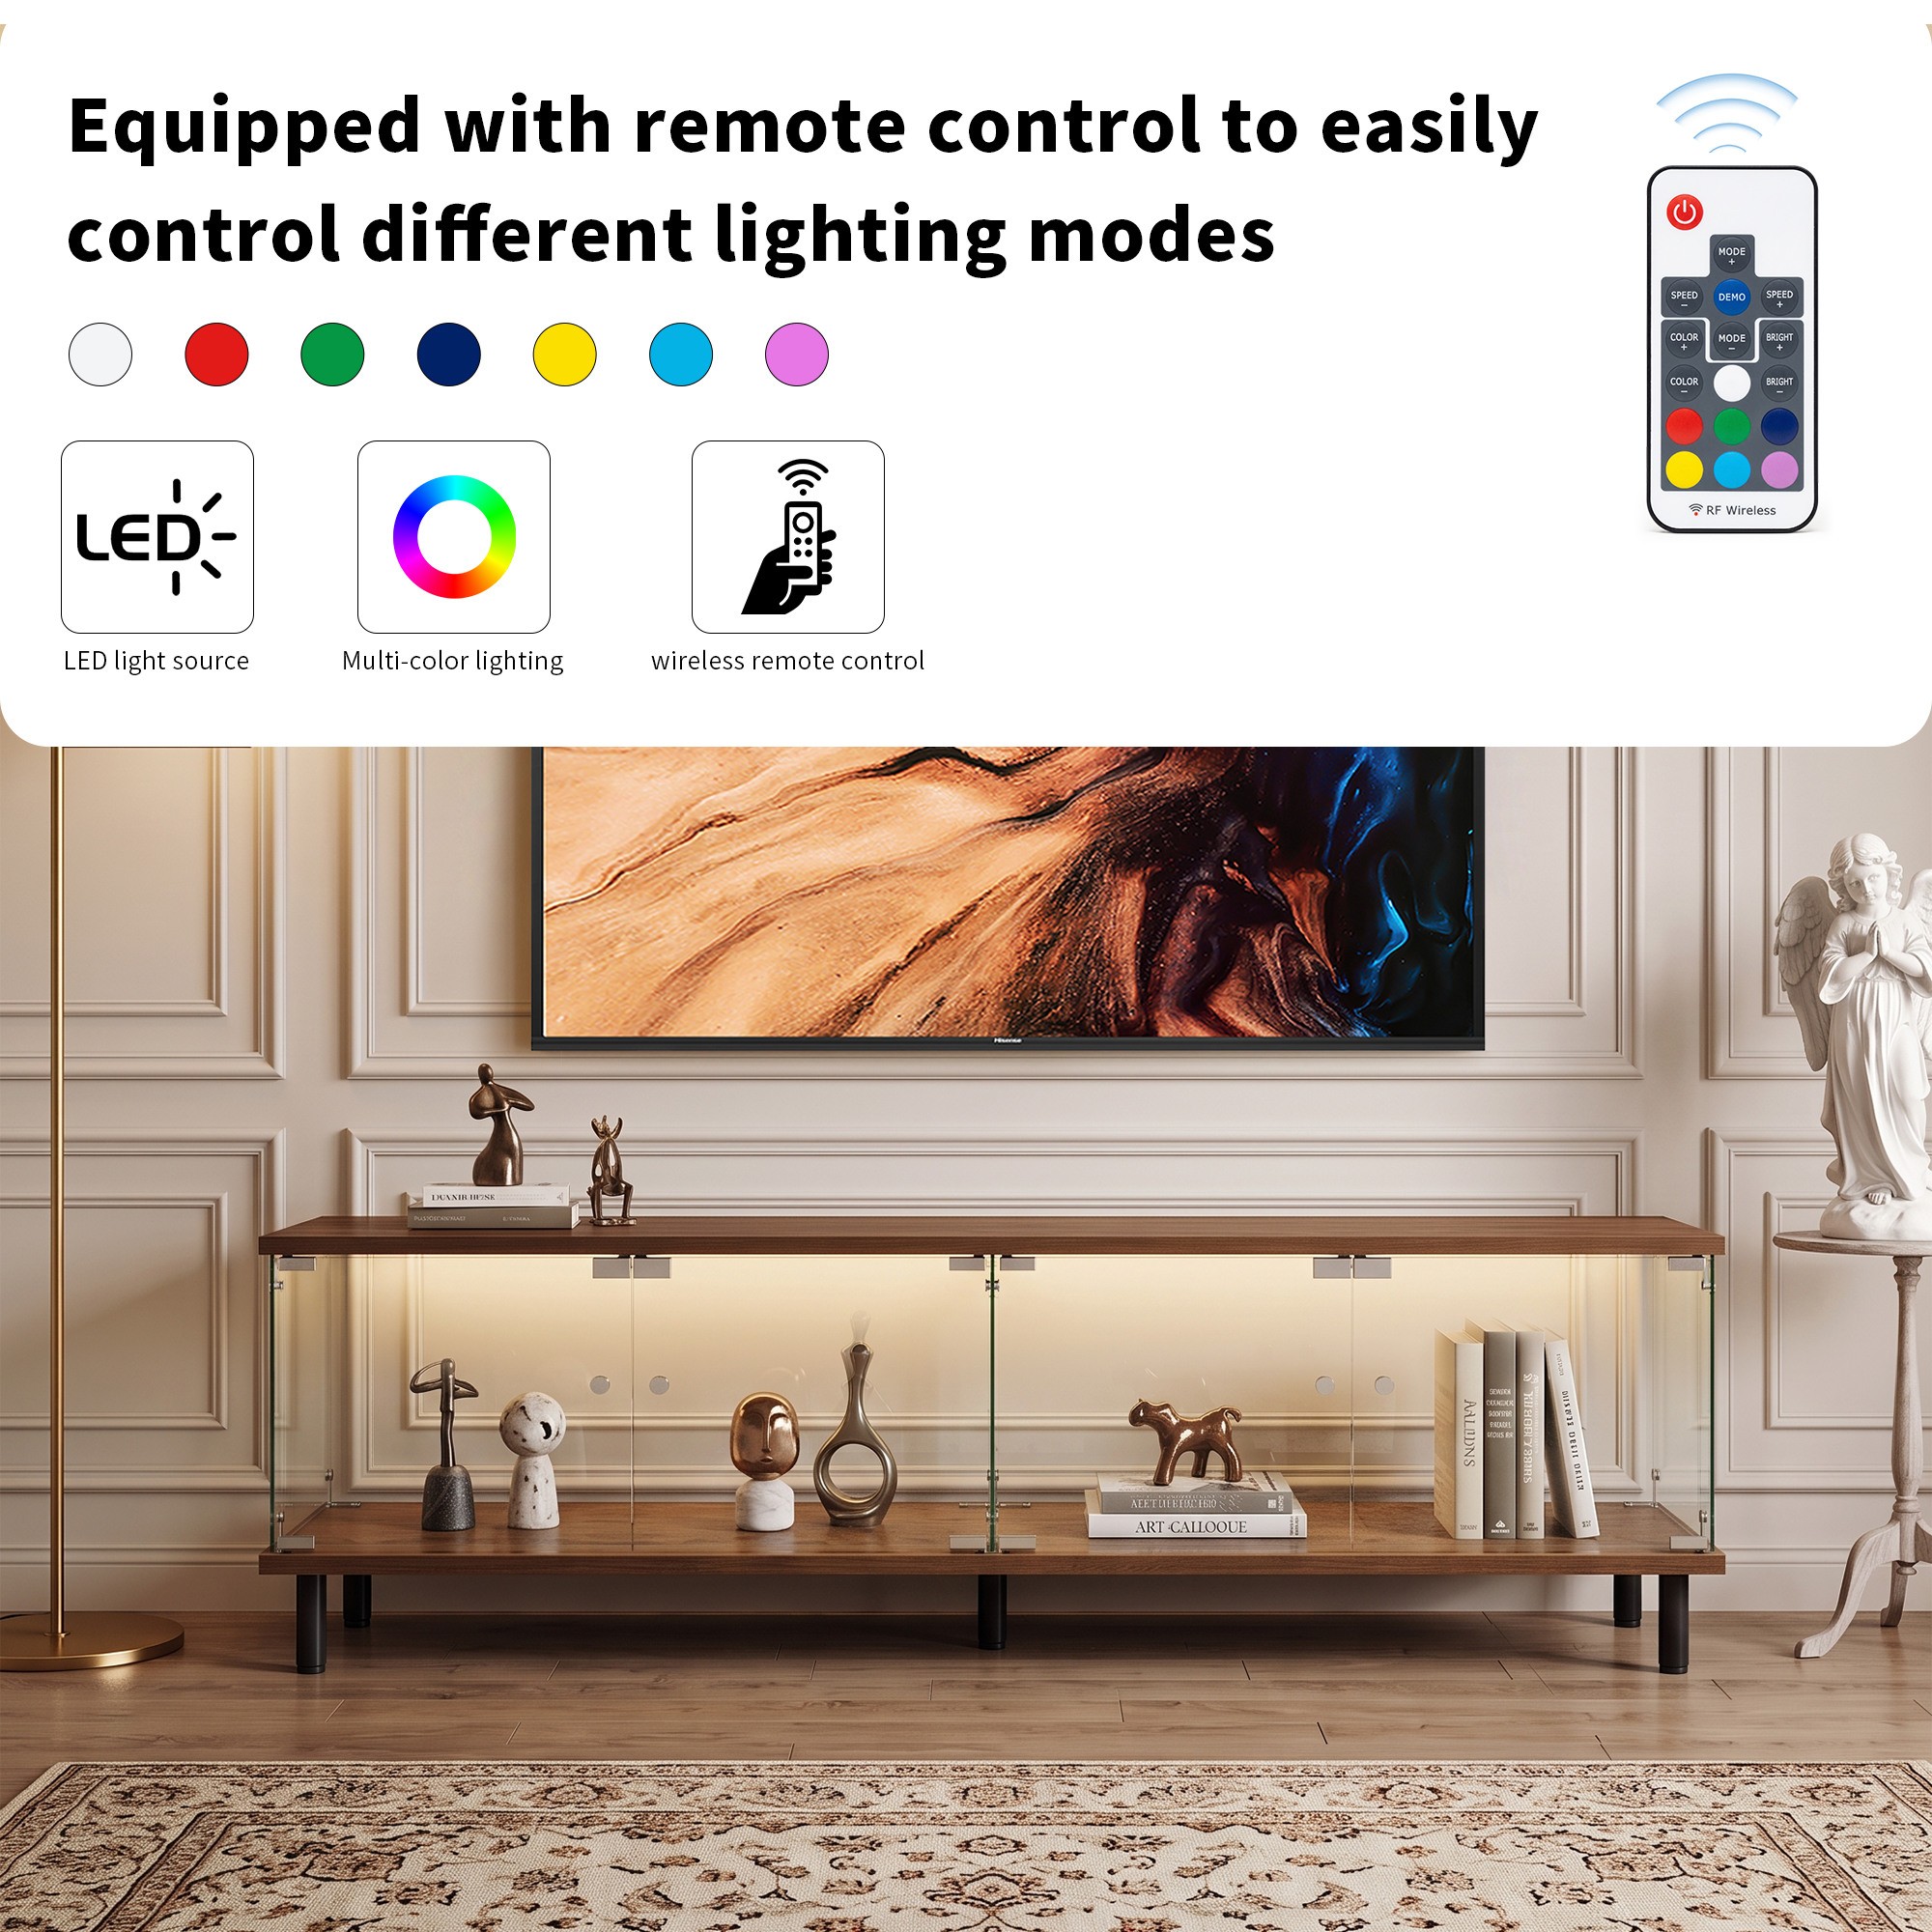 Equipped with remote control to easily
control different lighting modes
MODE
+
SPEED
−
DEMO
SPEED
+
COLOR
+
MODE
−
BRIGHT
+
COLOR
−
BRIGHT
−
RF Wireless
LED
LED light source
Multi-color lighting
wireless remote control
Hisense
ART CALLOOUE